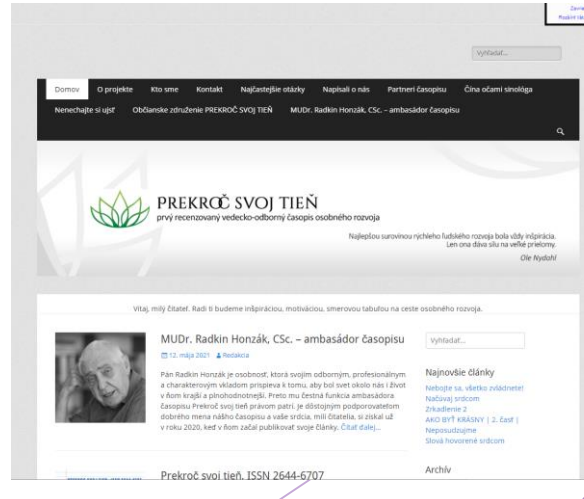 Vyhľadať...
Domov O projekte Kto sme Kontakt Najčastejšie otázky Napísali o nás Partneri časopisu Čína očami sinológa
Nenechajte si ujsť Občianske združenie PREKROČ SVOJ TIEŇ MUDr. Radkin Honzák, CSc. – ambasádor časopisu
PREKROČ SVOJ TIEŇ
prvý recenzovaný vedecko-odborný časopis osobného rozvoja
Najlepšou surovinou rýchleho ľudského rozvoja bola vždy inšpirácia.
Len ona dáva silu na veľké prielomy.
Ole Nydahl
Vitaj, milý čitateľ. Radi ti budeme inšpiráciou, motiváciou, smerovou tabuľou na ceste osobného rozvoja.
MUDr. Radkin Honzák, CSc. – ambasádor časopisu
12. mája 2021 Redakcia
Pán Radkin Honzák je osobnosť, ktorá svojím odborným, profesionálnym
a charakterovým vkladom prispieva k tomu, aby bol svet okolo nás i život
v ňom krajší a plnohodnotnejší. Preto mu čestná funkcia ambasádora
časopisu Prekroč svoj tieň právom patrí. Je dôstojným podporovateľom
dobrého mena nášho časopisu a vaše srdcia, milí čitatelia, si získal už
v roku 2020, keď v ňom začal publikovať svoje články. Čítať ďalej...
Vyhľadať...
Najnovšie články
Nebojte sa, všetko zvládnete!
Načúvaj srdcom
Zrkadlenie 2
AKO BYŤ KRÁSNY | 2. časť |
Neposudzujme
Slová hovorené srdcom
Prekroč svoj tieň, ISSN 2644-6707
Archív